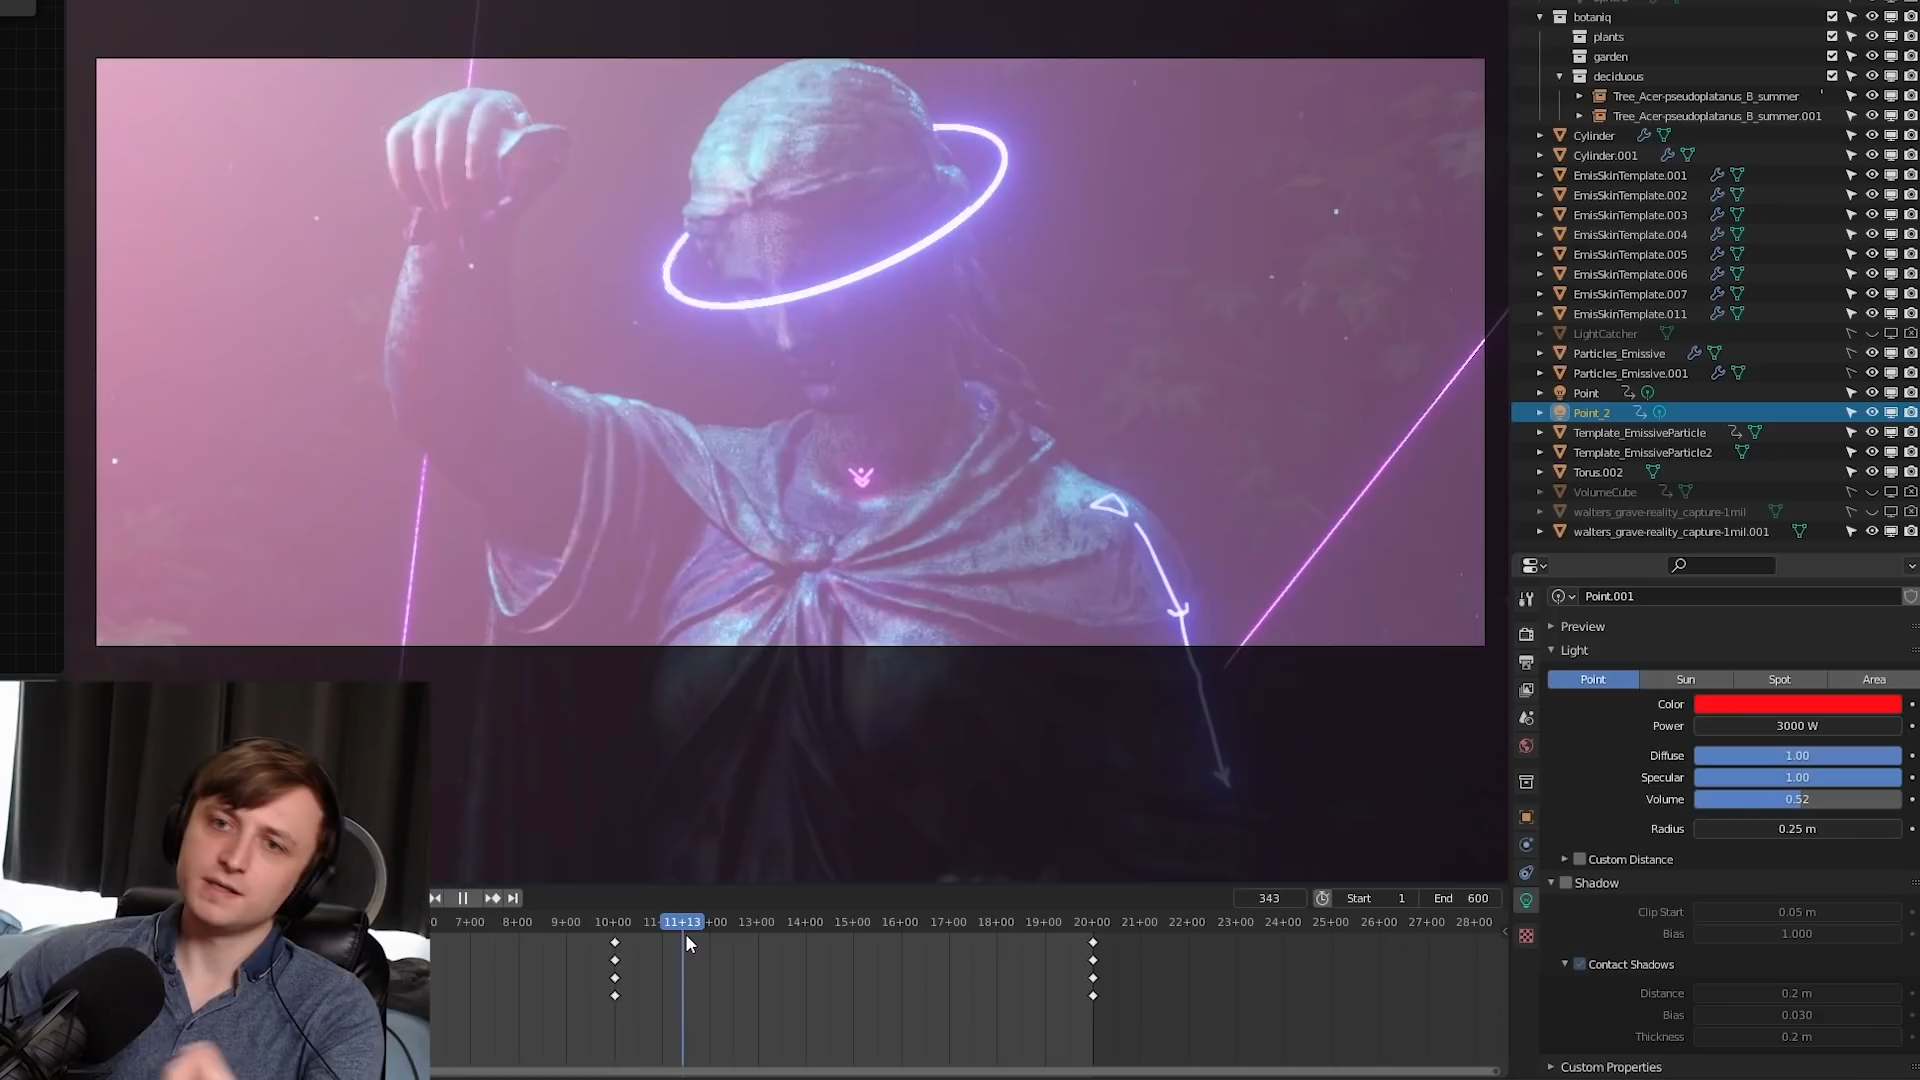 botaniq
plants
garden
deciduous
Tree_Acer-pseudoplatanus_B_summer
Tree_Acer-pseudoplatanus_B_summer.001
Cylinder
Cylinder.001
EmisSkinTemplate.001
EmisSkinTemplate.002
EmisSkinTemplate.003
EmisSkinTemplate.004
EmisSkinTemplate.005
EmisSkinTemplate.006
EmisSkinTemplate.007
EmisSkinTemplate.011
LightCatcher
Particles_Emissive
Particles_Emissive.001
Point
Point_2
Template_EmissiveParticle
Template_EmissiveParticle2
Torus.002
VolumeCube
walters_grave-reality_capture-1mil
walters_grave-reality_capture-1mil.001
Point.001
Preview
Light
Point Sun Spot Area
Color
Power 3000 W
Diffuse 1.00
Specular 1.00
Volume 0.52
Radius 0.25 m
Custom Distance
Shadow
Clip Start 0.05 m
Bias 1.000
Contact Shadows
Distance 0.2 m
Bias 0.030
Thickness 0.2 m
Custom Properties
343 Start 1 End 600
0 7+00 8+00 9+00 10+00 11 11+13 +00 13+00 14+00 15+00 16+00 17+00 18+00 19+00 20+00 21+00 22+00 23+00 24+00 25+00 26+00 27+00 28+00